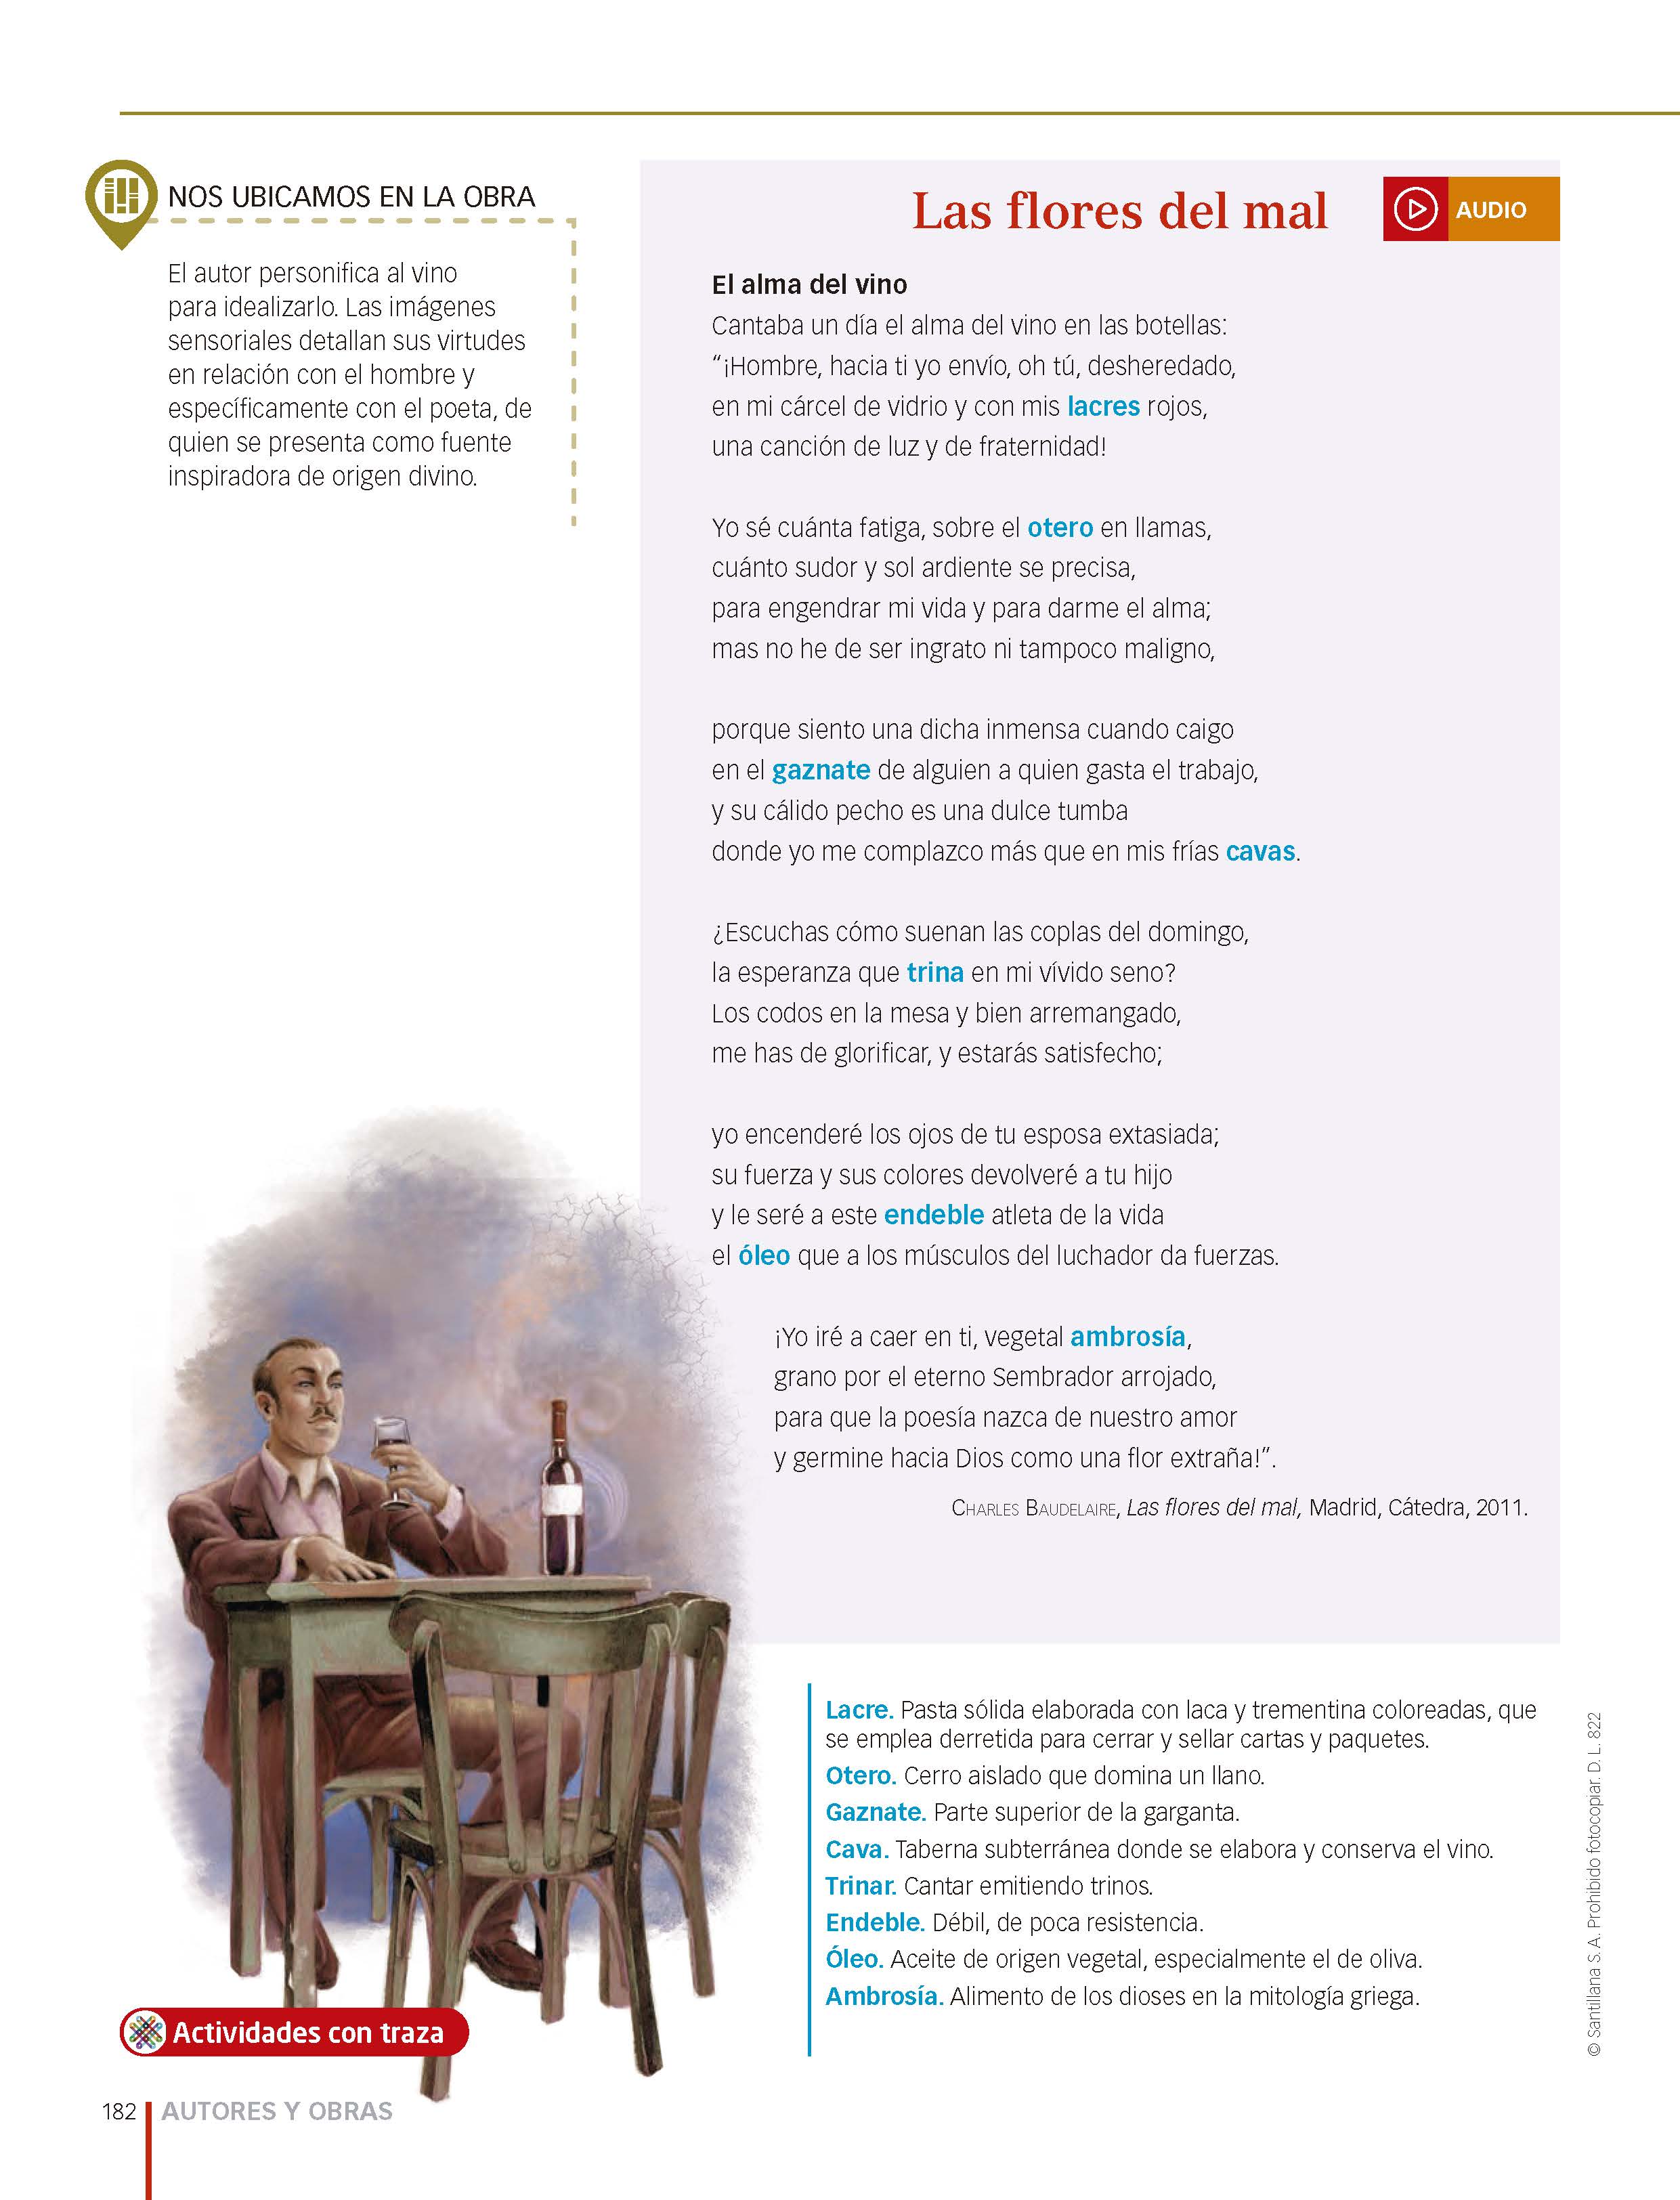 NOS UBICAMOS EN LA OBRA
El autor personifica al vino
para idealizarlo. Las imágenes
sensoriales detallan sus virtudes
en relación con el hombre y
específicamente con el poeta, de
quien se presenta como fuente
inspiradora de origen divino.
Las flores del mal
AUDIO
El alma del vino
Cantaba un día el alma del vino en las botellas:
“¡Hombre, hacia ti yo envío, oh tú, desheredado,
en mi cárcel de vidrio y con mis lacres rojos,
una canción de luz y de fraternidad!
Yo sé cuánta fatiga, sobre el otero en llamas,
cuánto sudor y sol ardiente se precisa,
para engendrar mi vida y para darme el alma;
mas no he de ser ingrato ni tampoco maligno,
porque siento una dicha inmensa cuando caigo
en el gaznate de alguien a quien gasta el trabajo,
y su cálido pecho es una dulce tumba
donde yo me complazco más que en mis frías cavas.
¿Escuchas cómo suenan las coplas del domingo,
la esperanza que trina en mi vívido seno?
Los codos en la mesa y bien arremangado,
me has de glorificar, y estarás satisfecho;
yo encenderé los ojos de tu esposa extasiada;
su fuerza y sus colores devolveré a tu hijo
y le seré a este endeble atleta de la vida
el óleo que a los músculos del luchador da fuerzas.
¡Yo iré a caer en ti, vegetal ambrosía,
grano por el eterno Sembrador arrojado,
para que la poesía nazca de nuestro amor
y germine hacia Dios como una flor extraña!”.
Charles Baudelaire, Las flores del mal, Madrid, Cátedra, 2011.
Lacre. Pasta sólida elaborada con laca y trementina coloreadas, que
se emplea derretida para cerrar y sellar cartas y paquetes.
Otero. Cerro aislado que domina un llano.
Gaznate. Parte superior de la garganta.
Cava. Taberna subterránea donde se elabora y conserva el vino.
Trinar. Cantar emitiendo trinos.
Endeble. Débil, de poca resistencia.
Óleo. Aceite de origen vegetal, especialmente el de oliva.
Ambrosía. Alimento de los dioses en la mitología griega.
© Santillana S. A. Prohibido fotocopiar. D. L. 822
Actividades con traza
182 AUTORES Y OBRAS